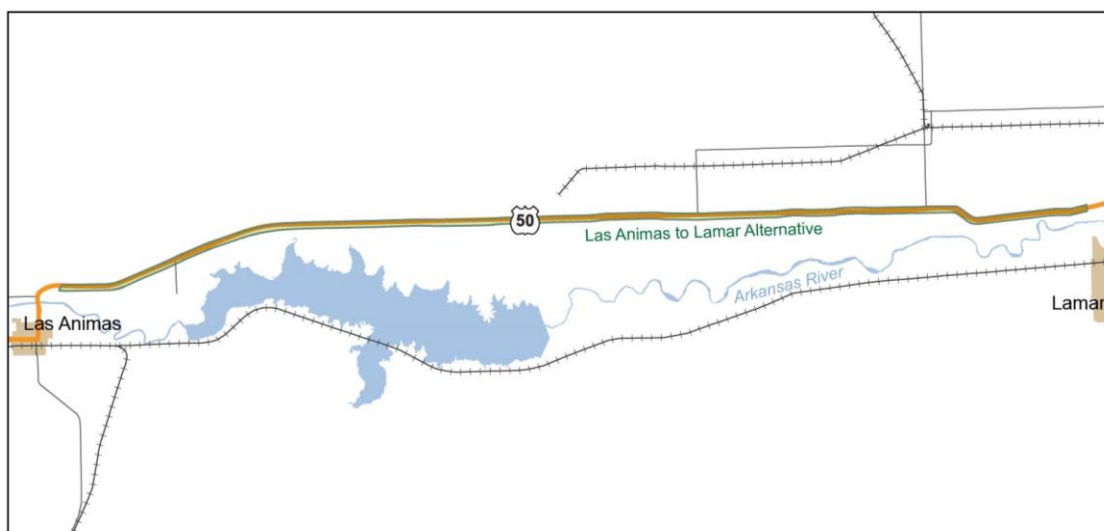 50
Las Animas to Lamar Alternative
Arkansas River
Las Animas
Lamar